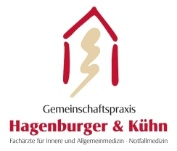 Gemeinschaftspraxis
Hagenburger & Kühn
Fachärzte für Innere und Allgemeinmedizin · Notfallmedizin